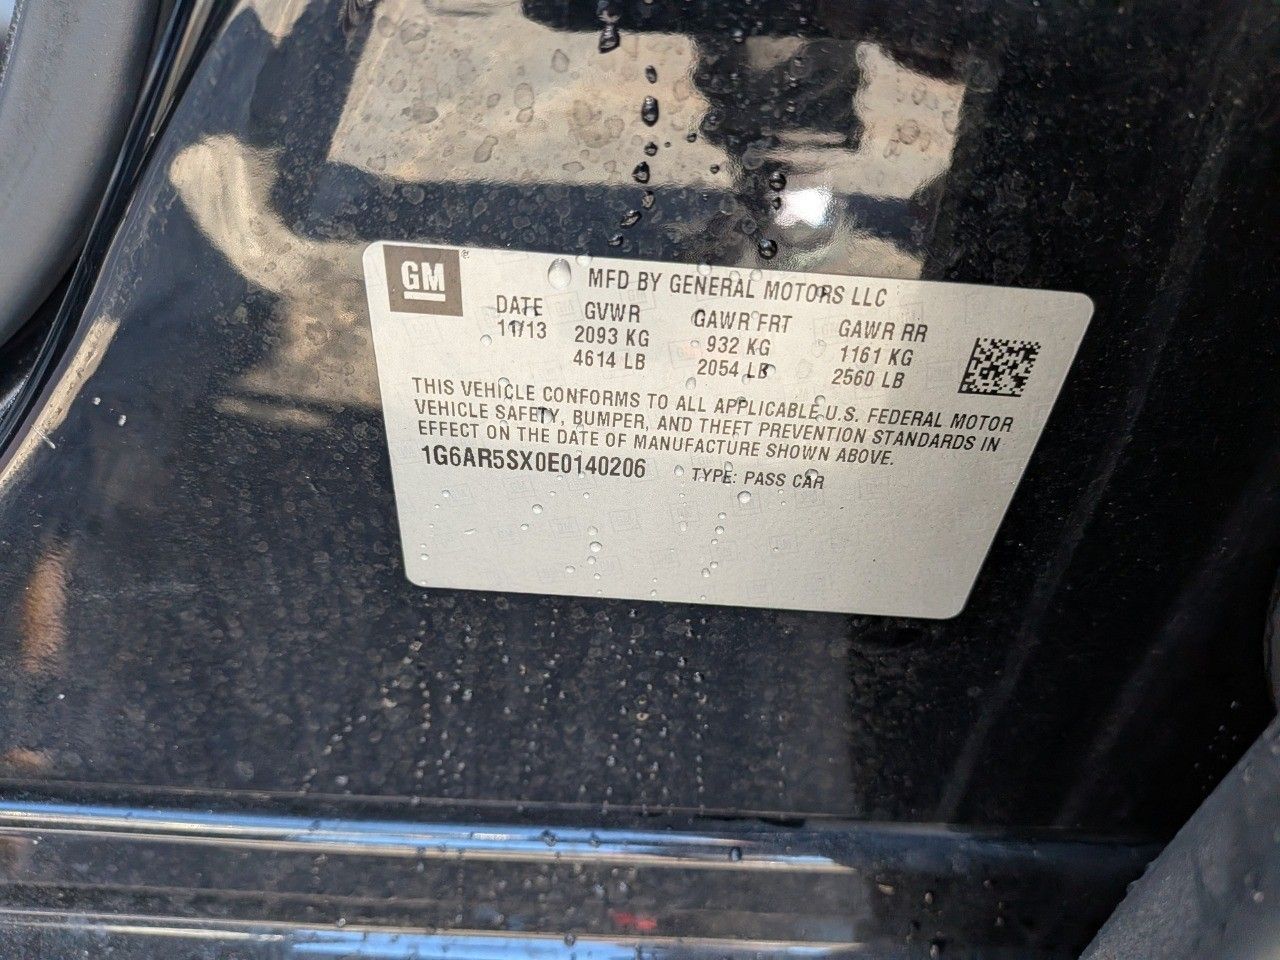 GM
MFD BY GENERAL MOTORS LLC
DATE GVWR GAWR FRT GAWR RR
11/13 2093 KG 932 KG 1161 KG
4614 LB 2054 LB 2560 LB
THIS VEHICLE CONFORMS TO ALL APPLICABLE U.S. FEDERAL MOTOR
VEHICLE SAFETY, BUMPER, AND THEFT PREVENTION STANDARDS IN
EFFECT ON THE DATE OF MANUFACTURE SHOWN ABOVE.
1G6AR5SX0E0140206 TYPE: PASS CAR